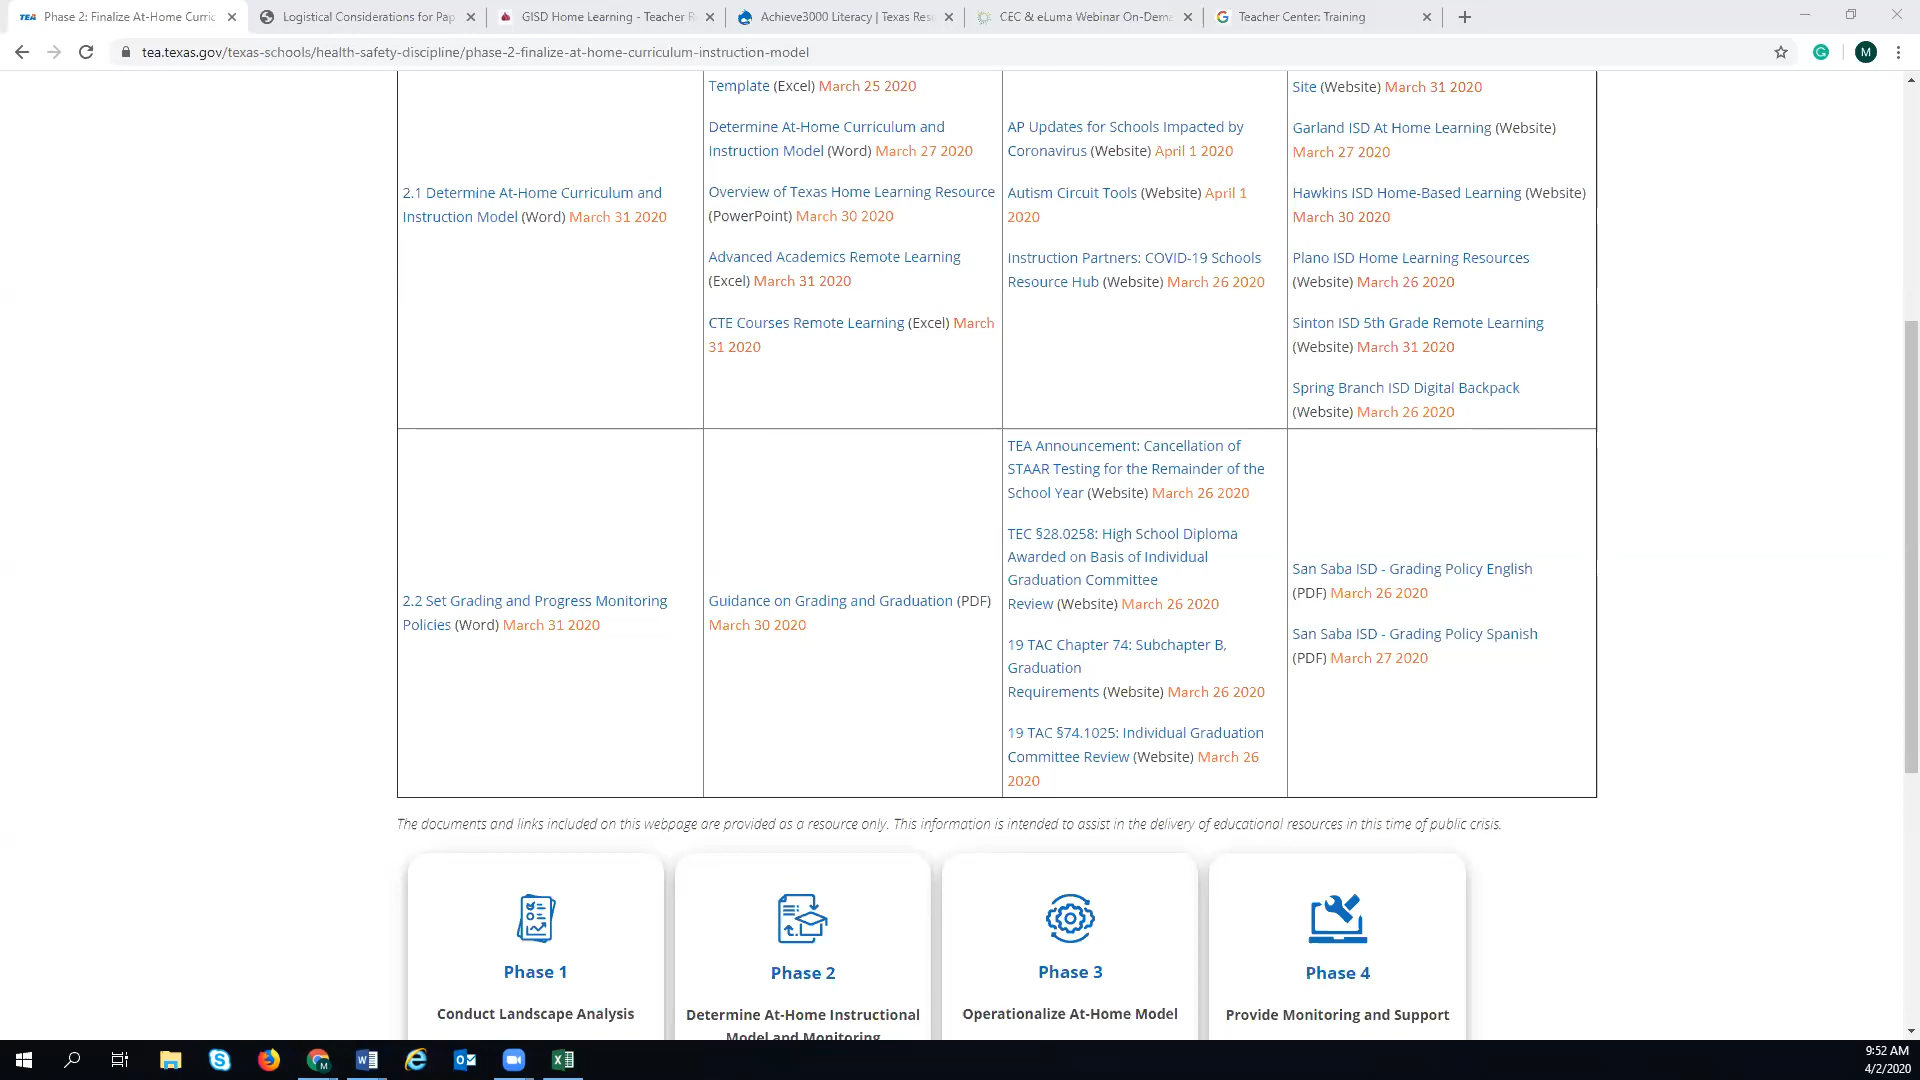 TEA Phase 2: Finalize At-Home Curric
Logistical Considerations for Pap
GISD Home Learning - Teacher R
Achieve3000 Literacy | Texas Res
CEC & eLuma Webinar On-Dema
Teacher Center: Training
tea.texas.gov/texas-schools/health-safety-discipline/phase-2-finalize-at-home-curriculum-instruction-model
M
2.1 Determine At-Home Curriculum and
Instruction Model (Word) March 31 2020
Template (Excel) March 25 2020
Determine At-Home Curriculum and
Instruction Model (Word) March 27 2020
Overview of Texas Home Learning Resource
(PowerPoint) March 30 2020
Advanced Academics Remote Learning
(Excel) March 31 2020
CTE Courses Remote Learning (Excel) March
31 2020
AP Updates for Schools Impacted by
Coronavirus (Website) April 1 2020
Autism Circuit Tools (Website) April 1
2020
Instruction Partners: COVID-19 Schools
Resource Hub (Website) March 26 2020
Site (Website) March 31 2020
Garland ISD At Home Learning (Website)
March 27 2020
Hawkins ISD Home-Based Learning (Website)
March 30 2020
Plano ISD Home Learning Resources
(Website) March 26 2020
Sinton ISD 5th Grade Remote Learning
(Website) March 31 2020
Spring Branch ISD Digital Backpack
(Website) March 26 2020
2.2 Set Grading and Progress Monitoring
Policies (Word) March 31 2020
Guidance on Grading and Graduation (PDF)
March 30 2020
TEA Announcement: Cancellation of
STAAR Testing for the Remainder of the
School Year (Website) March 26 2020
TEC §28.0258: High School Diploma
Awarded on Basis of Individual
Graduation Committee
Review (Website) March 26 2020
19 TAC Chapter 74: Subchapter B,
Graduation
Requirements (Website) March 26 2020
19 TAC §74.1025: Individual Graduation
Committee Review (Website) March 26
2020
San Saba ISD - Grading Policy English
(PDF) March 26 2020
San Saba ISD - Grading Policy Spanish
(PDF) March 27 2020
The documents and links included on this webpage are provided as a resource only. This information is intended to assist in the delivery of educational resources in this time of public crisis.
Phase 1
Conduct Landscape Analysis
Phase 2
Determine At-Home Instructional
Model and Monitoring
Phase 3
Operationalize At-Home Model
Phase 4
Provide Monitoring and Support
9:52 AM
4/2/2020